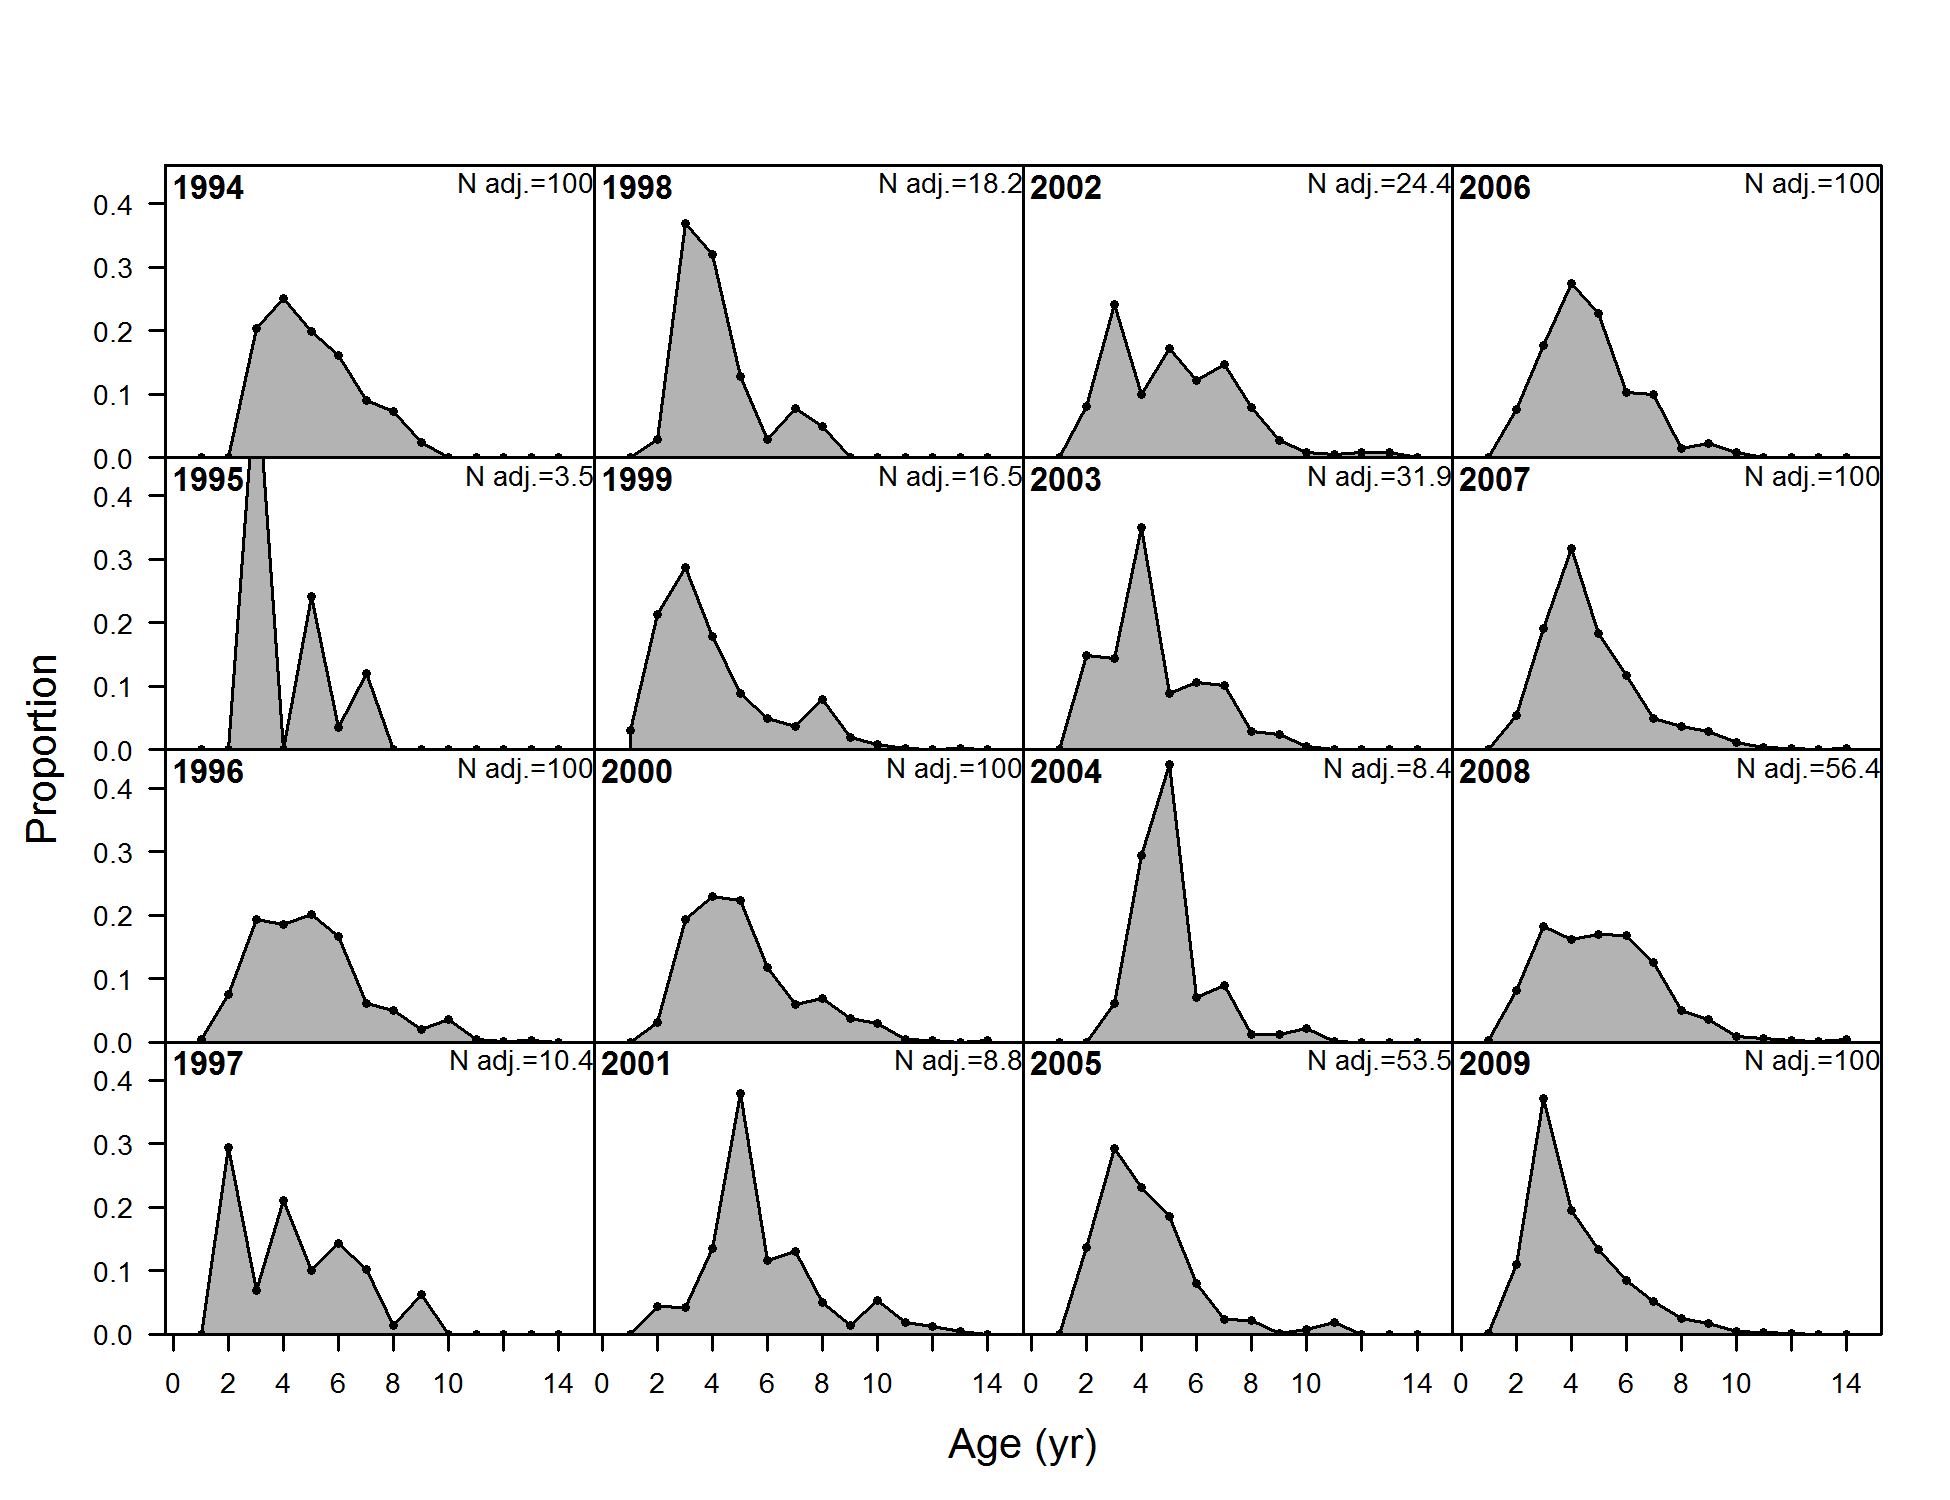 1994 N adj.=100 1998 N adj.=18.2 2002 N adj.=24.4 2006 N adj.=100
0.4
0.3
0.2
0.1
0.0
1995 N adj.=3.5 1999 N adj.=16.5 2003 N adj.=31.9 2007 N adj.=100
0.4
0.3
0.2
0.1
0.0
1996 N adj.=100 2000 N adj.=100 2004 N adj.=8.4 2008 N adj.=56.4
0.4
0.3
0.2
0.1
0.0
1997 N adj.=10.4 2001 N adj.=8.8 2005 N adj.=53.5 2009 N adj.=100
0.4
0.3
0.2
0.1
0.0
Proportion
0 2 4 6 8 10 14 0 2 4 6 8 10 14 0 2 4 6 8 10 14 0 2 4 6 8 10 14
Age (yr)